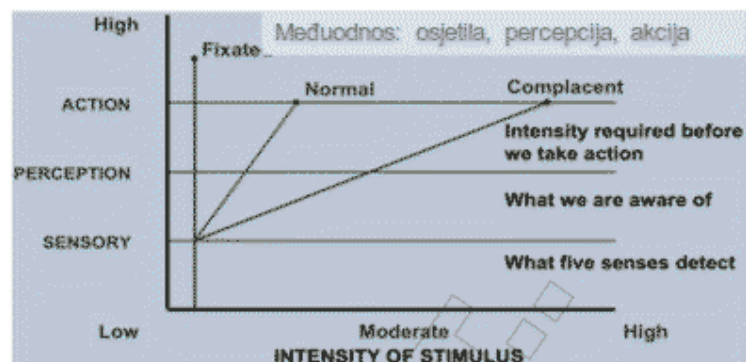 High
Međuodnos: osjetila, percepcija, akcija
Fixate
Normal
Complacent
ACTION
Intensity required before
we take action
PERCEPTION
What we are aware of
SENSORY
What five senses detect
Low
Moderate
High
INTENSITY OF STIMULUS